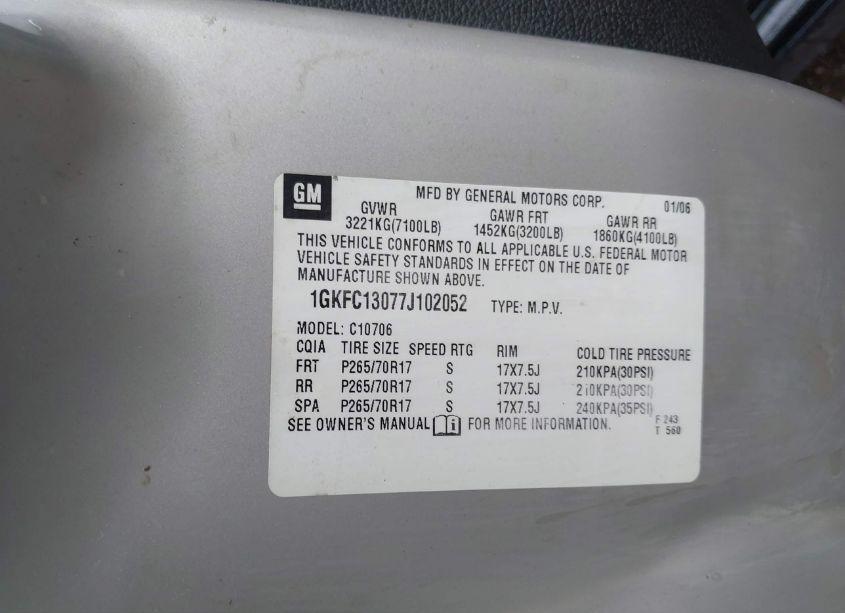 GM
MFD BY GENERAL MOTORS CORP. 01/06
GVWR GAWR FRT GAWR RR
3221KG(7100LB) 1452KG(3200LB) 1860KG(4100LB)
THIS VEHICLE CONFORMS TO ALL APPLICABLE U.S. FEDERAL MOTOR
VEHICLE SAFETY STANDARDS IN EFFECT ON THE DATE OF
MANUFACTURE SHOWN ABOVE.
1GKFC13077J102052 TYPE: M.P.V.
MODEL: C10706
CQIA TIRE SIZE SPEED RTG RIM COLD TIRE PRESSURE
FRT P265/70R17 S 17X7.5J 210KPA(30PSI)
RR P265/70R17 S 17X7.5J 210KPA(30PSI)
SPA P265/70R17 S 17X7.5J 240KPA(35PSI)
SEE OWNER'S MANUAL i FOR MORE INFORMATION.
F 243
T 560